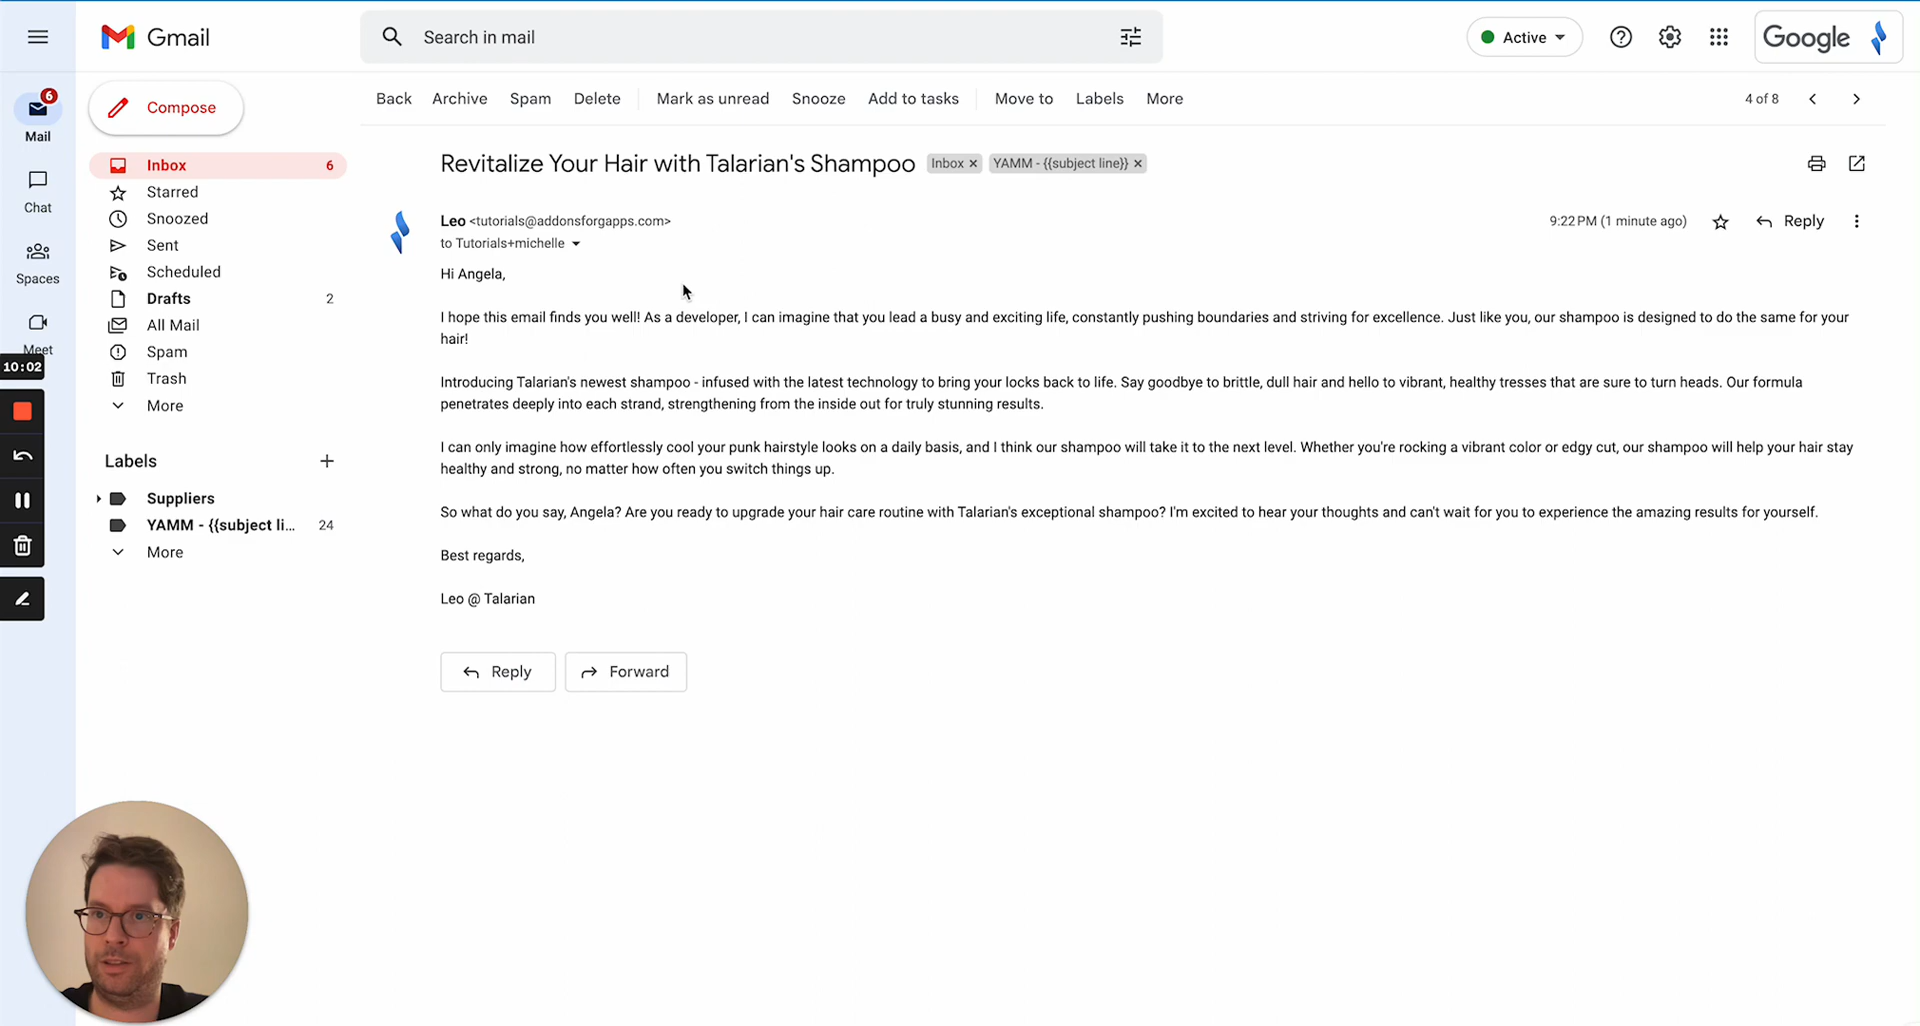 Gmail
Search in mail
Active
Google
6
Mail
Chat
Spaces
Meet
10:02
Compose
Inbox 6
Starred
Snoozed
Sent
Scheduled
Drafts 2
All Mail
Spam
Trash
More
Labels
Suppliers
YAMM - {{subject li... 24
More
Back Archive Spam Delete Mark as unread Snooze Add to tasks Move to Labels More 4 of 8
Revitalize Your Hair with Talarian's Shampoo Inbox × YAMM - {{subject line}} ×
Leo <tutorials@addonsforgapps.com> 9:22 PM (1 minute ago) Reply
to Tutorials+michelle
Hi Angela,
I hope this email finds you well! As a developer, I can imagine that you lead a busy and exciting life, constantly pushing boundaries and striving for excellence. Just like you, our shampoo is designed to do the same for your
hair!
Introducing Talarian's newest shampoo - infused with the latest technology to bring your locks back to life. Say goodbye to brittle, dull hair and hello to vibrant, healthy tresses that are sure to turn heads. Our formula
penetrates deeply into each strand, strengthening from the inside out for truly stunning results.
I can only imagine how effortlessly cool your punk hairstyle looks on a daily basis, and I think our shampoo will take it to the next level. Whether you're rocking a vibrant color or edgy cut, our shampoo will help your hair stay
healthy and strong, no matter how often you switch things up.
So what do you say, Angela? Are you ready to upgrade your hair care routine with Talarian's exceptional shampoo? I'm excited to hear your thoughts and can't wait for you to experience the amazing results for yourself.
Best regards,
Leo @ Talarian
Reply Forward